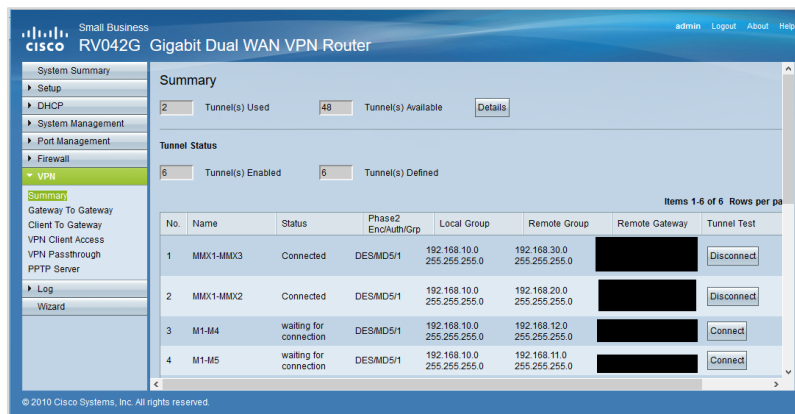 Small Business
cisco RV042G Gigabit Dual WAN VPN Router
admin Logout About Help
System Summary
Setup
DHCP
System Management
Port Management
Firewall
VPN
Summary
Gateway To Gateway
Client To Gateway
VPN Client Access
VPN Passthrough
PPTP Server
Log
Wizard
Summary
2 Tunnel(s) Used 48 Tunnel(s) Available Details
Tunnel Status
6 Tunnel(s) Enabled 6 Tunnel(s) Defined
Items 1-6 of 6 Rows per pa
No. Name Status Phase2 Enc/Auth/Grp Local Group Remote Group Remote Gateway Tunnel Test
1 MMX1-MMX3 Connected DES/MD5/1 192.168.10.0 255.255.255.0 192.168.30.0 255.255.255.0 Disconnect
2 MMX1-MMX2 Connected DES/MD5/1 192.168.10.0 255.255.255.0 192.168.20.0 255.255.255.0 Disconnect
3 M1-M4 waiting for connection DES/MD5/1 192.168.10.0 255.255.255.0 192.168.12.0 255.255.255.0 Connect
4 M1-M5 waiting for connection DES/MD5/1 192.168.10.0 255.255.255.0 192.168.11.0 255.255.255.0 Connect
© 2010 Cisco Systems, Inc. All rights reserved.